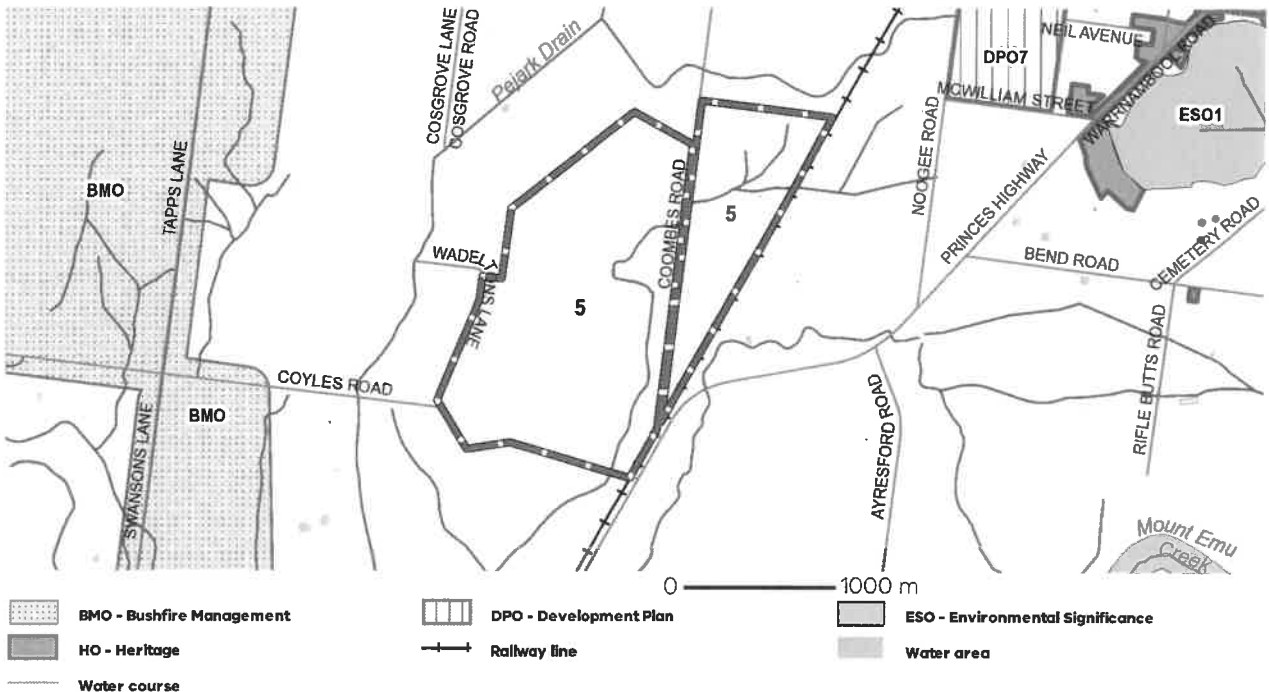 COSGROVE LANE
COSGROVE ROAD
Pejark Drain
NEIL AVENUE
DPO7
MCWILLIAM STREET
WARRNAMBOOL ROAD
ESO1
TAPPS LANE
BMO
NOOGEE ROAD
PRINCES HIGHWAY
COOMBES ROAD
5
WADELTONS LANE
BEND ROAD
CEMETERY ROAD
5
RIFLE BUTTS ROAD
COYLES ROAD
BMO
AYRESFORD ROAD
SWANSONS LANE
Mount Emu
Creek
0 1000 m
BMO - Bushfire Management
DPO - Development Plan
ESO - Environmental Significance
HO - Heritage
Railway line
Water area
Water course